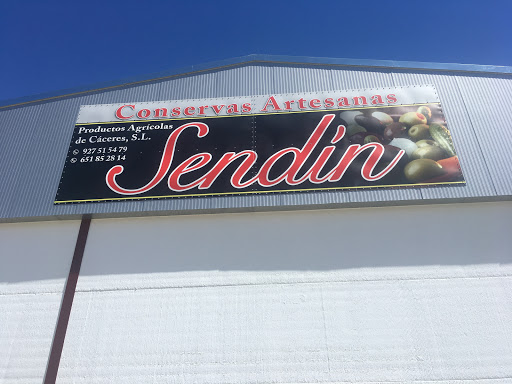 Conservas Artesanas
Productos Agrícolas
de Cáceres, S.L.
927 51 54 79
651 85 28 14
Sendín